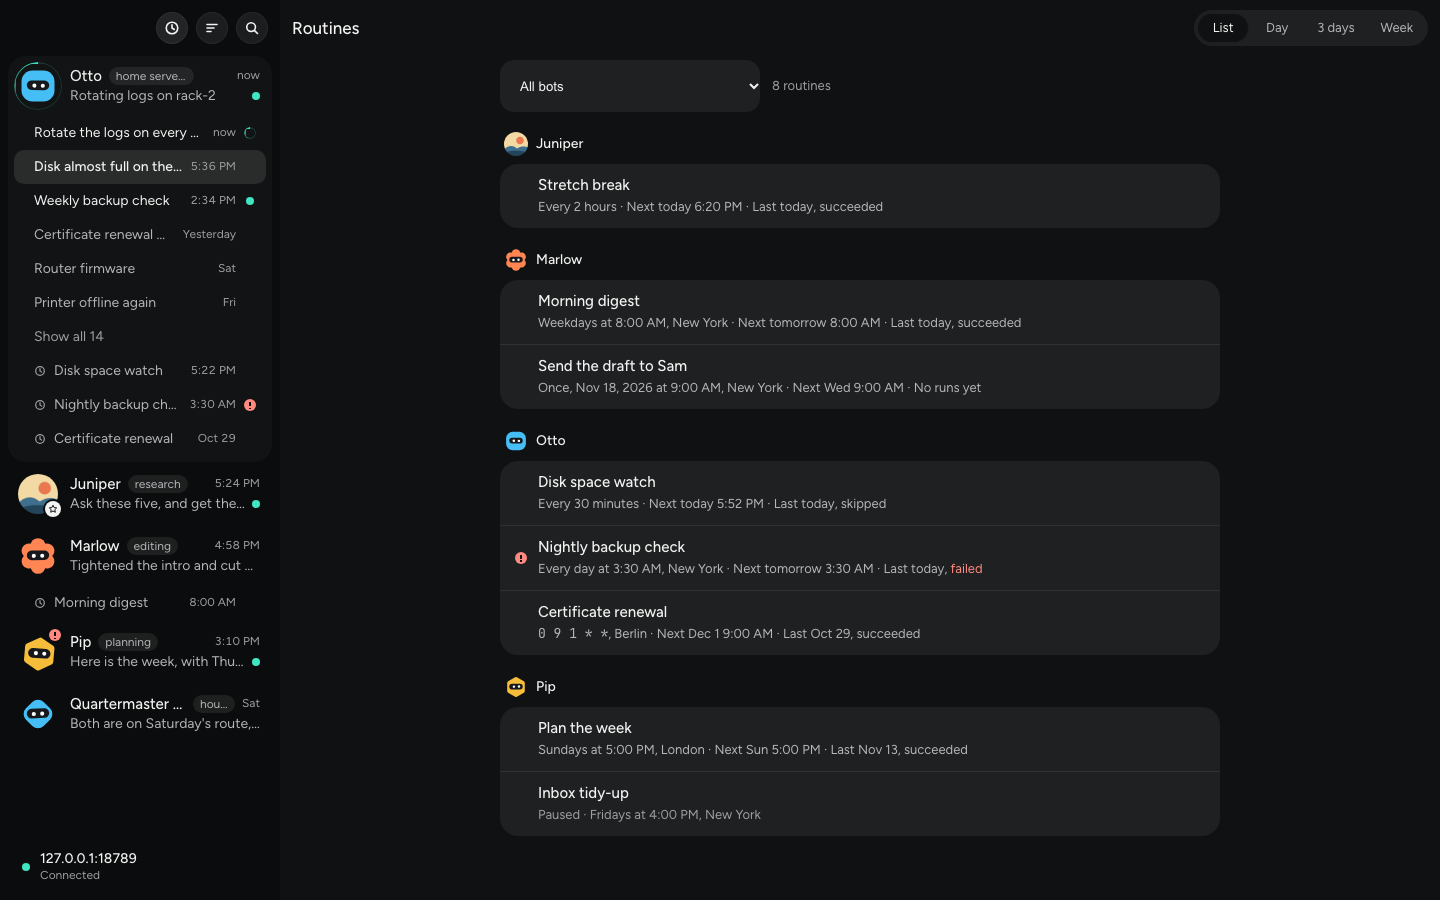 Routines
List
Day
3 days
Week
Otto
home serve...
now
Rotating logs on rack-2
Rotate the logs on every ...
now
Disk almost full on the...
5:36 PM
Weekly backup check
2:34 PM
Certificate renewal ...
Yesterday
Router firmware
Sat
Printer offline again
Fri
Show all 14
Disk space watch
5:22 PM
Nightly backup ch...
3:30 AM
Certificate renewal
Oct 29
Juniper
research
5:24 PM
Ask these five, and get the...
Marlow
editing
4:58 PM
Tightened the intro and cut ...
Morning digest
8:00 AM
Pip
planning
3:10 PM
Here is the week, with Thu...
Quartermaster ...
hou...
Sat
Both are on Saturday's route,...
127.0.0.1:18789
Connected
All bots
8 routines
Juniper
Stretch break
Every 2 hours · Next today 6:20 PM · Last today, succeeded
Marlow
Morning digest
Weekdays at 8:00 AM, New York · Next tomorrow 8:00 AM · Last today, succeeded
Send the draft to Sam
Once, Nov 18, 2026 at 9:00 AM, New York · Next Wed 9:00 AM · No runs yet
Otto
Disk space watch
Every 30 minutes · Next today 5:52 PM · Last today, skipped
Nightly backup check
Every day at 3:30 AM, New York · Next tomorrow 3:30 AM · Last today, failed
Certificate renewal
0 9 1 * *, Berlin · Next Dec 1 9:00 AM · Last Oct 29, succeeded
Pip
Plan the week
Sundays at 5:00 PM, London · Next Sun 5:00 PM · Last Nov 13, succeeded
Inbox tidy-up
Paused · Fridays at 4:00 PM, New York